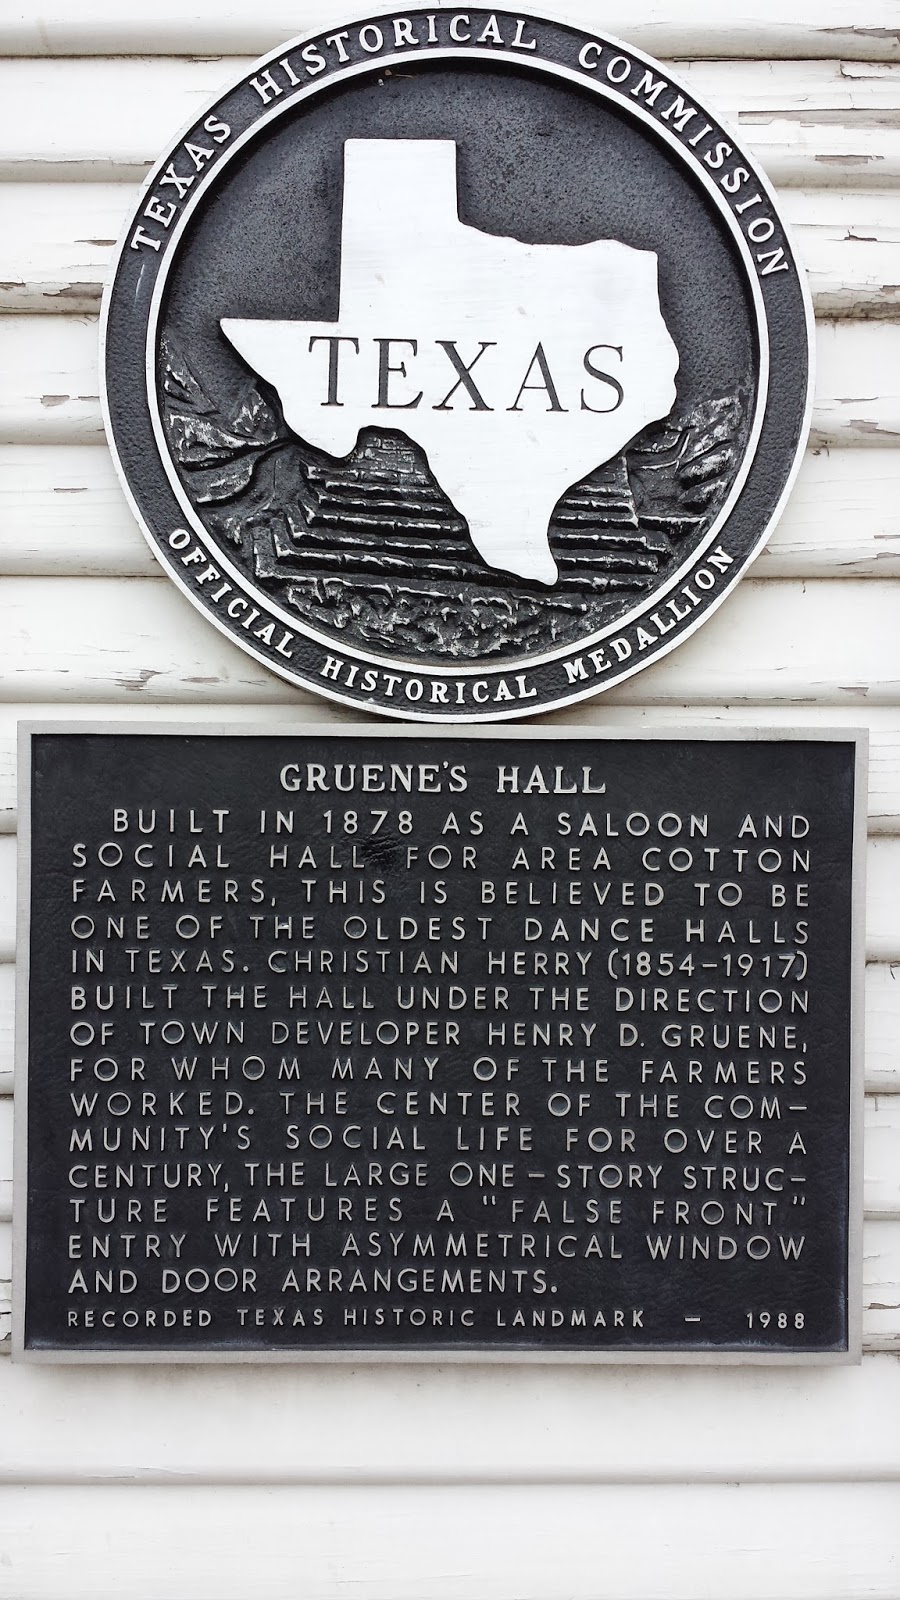 TEXAS HISTORICAL COMMISSION
TEXAS
OFFICIAL HISTORICAL MEDALLION
GRUENE'S HALL
BUILT IN 1878 AS A SALOON AND
SOCIAL HALL FOR AREA COTTON
FARMERS, THIS IS BELIEVED TO BE
ONE OF THE OLDEST DANCE HALLS
IN TEXAS. CHRISTIAN HERRY (1854-1917)
BUILT THE HALL UNDER THE DIRECTION
OF TOWN DEVELOPER HENRY D. GRUENE,
FOR WHOM MANY OF THE FARMERS
WORKED. THE CENTER OF THE COM-
MUNITY'S SOCIAL LIFE FOR OVER A
CENTURY, THE LARGE ONE-STORY STRUC-
TURE FEATURES A "FALSE FRONT"
ENTRY WITH ASYMMETRICAL WINDOW
AND DOOR ARRANGEMENTS.
RECORDED TEXAS HISTORIC LANDMARK - 1988